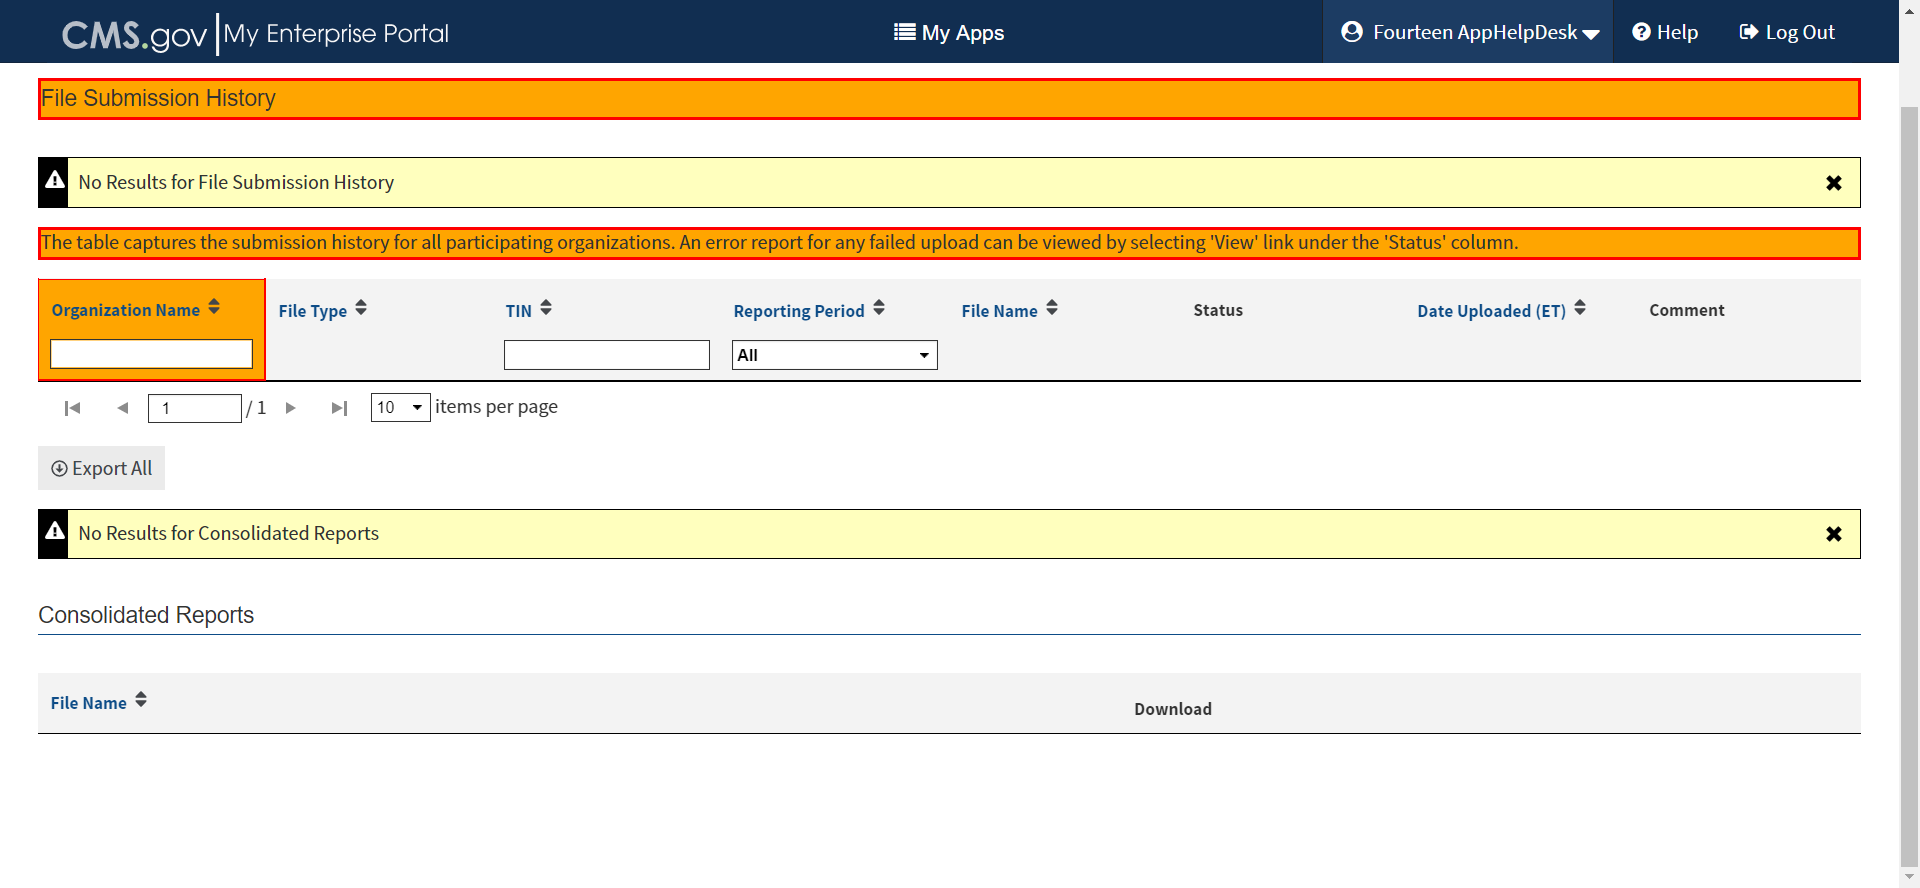 CMS.gov My Enterprise Portal
My Apps
Fourteen AppHelpDesk
Help
Log Out
File Submission History
No Results for File Submission History
The table captures the submission history for all participating organizations. An error report for any failed upload can be viewed by selecting 'View' link under the 'Status' column.
Organization Name
File Type
TIN
Reporting Period
File Name
Status
Date Uploaded (ET)
Comment
All
1 / 1
10 items per page
Export All
No Results for Consolidated Reports
Consolidated Reports
File Name
Download